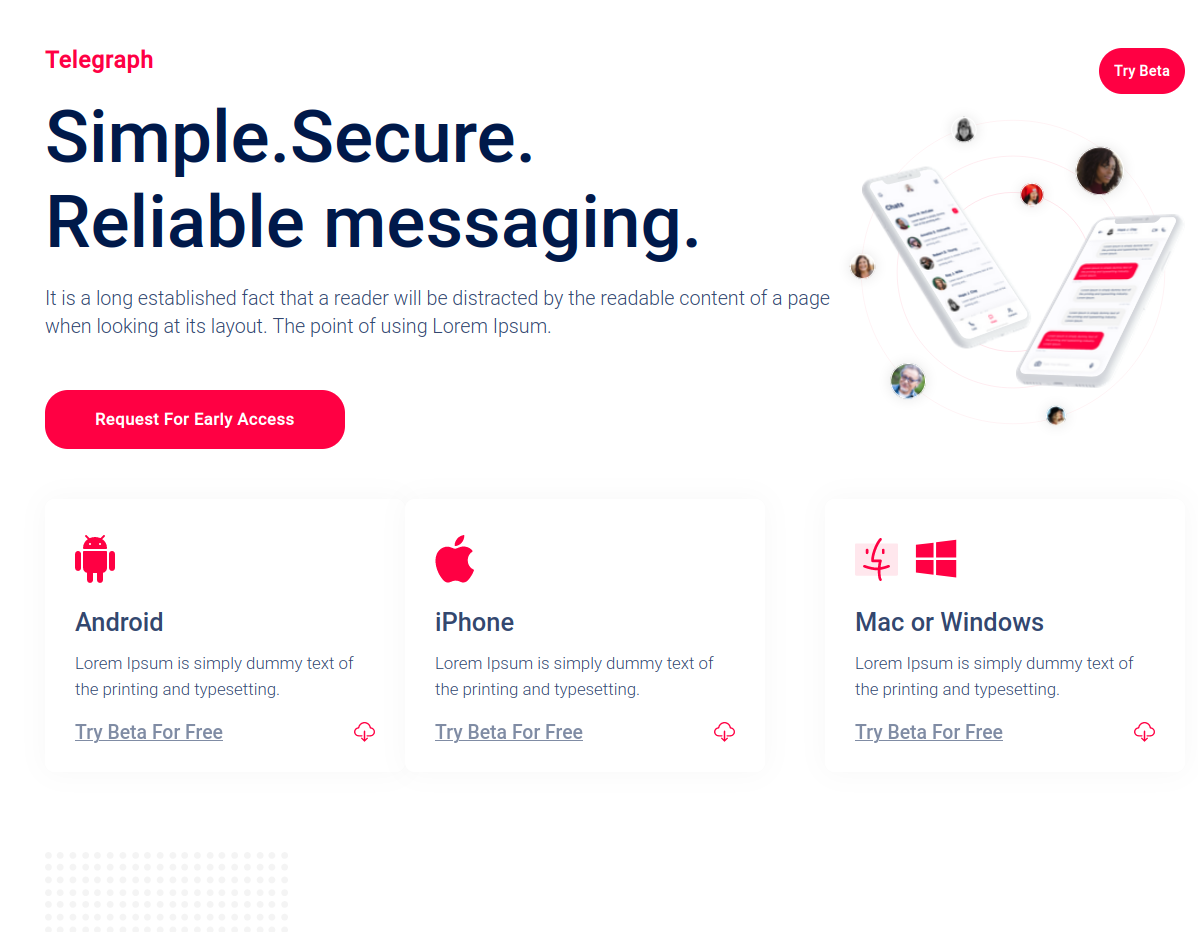 Telegraph
Try Beta
Simple.Secure.
Reliable messaging.
It is a long established fact that a reader will be distracted by the readable content of a page
when looking at its layout. The point of using Lorem Ipsum.
Chats
Request For Early Access
Android
Lorem Ipsum is simply dummy text of
the printing and typesetting.
Try Beta For Free
iPhone
Lorem Ipsum is simply dummy text of
the printing and typesetting.
Try Beta For Free
Mac or Windows
Lorem Ipsum is simply dummy text of
the printing and typesetting.
Try Beta For Free